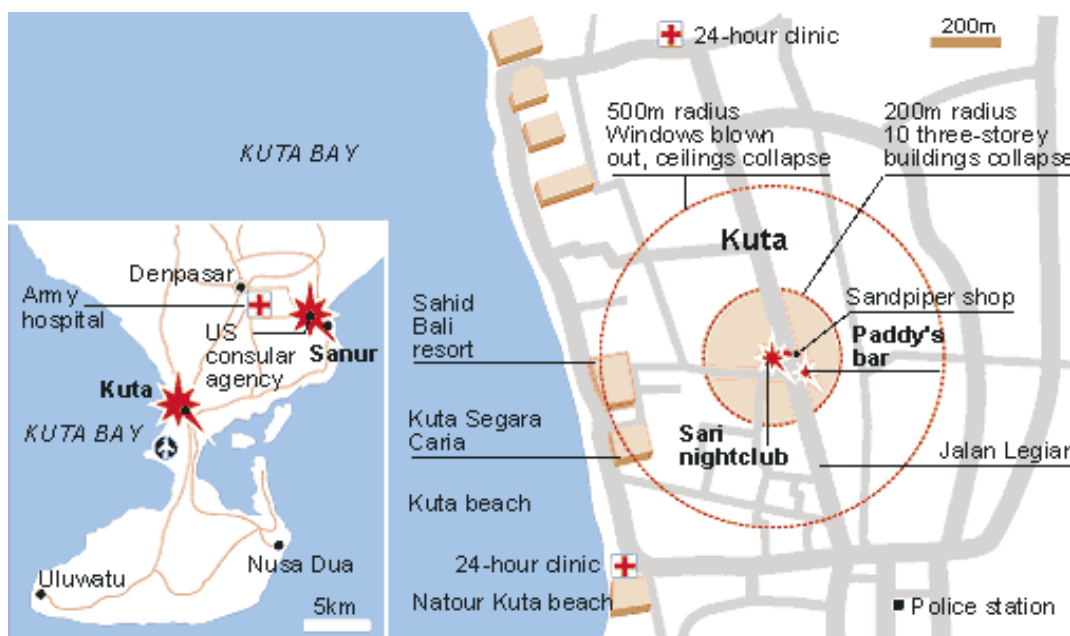 24-hour clinic
200m
500m radius
Windows blown
out, ceilings collapse
200m radius
10 three-storey
buildings collapse
KUTA BAY
Kuta
Sandpiper shop
Paddy's
bar
Sari
nightclub
Jalan Legian
Sahid
Bali
resort
Kuta Segara
Caria
Kuta beach
24-hour clinic
Natour Kuta beach
Police station
Denpasar
Army
hospital
US
consular
agency
Sanur
Kuta
KUTA BAY
Nusa Dua
Uluwatu
5km